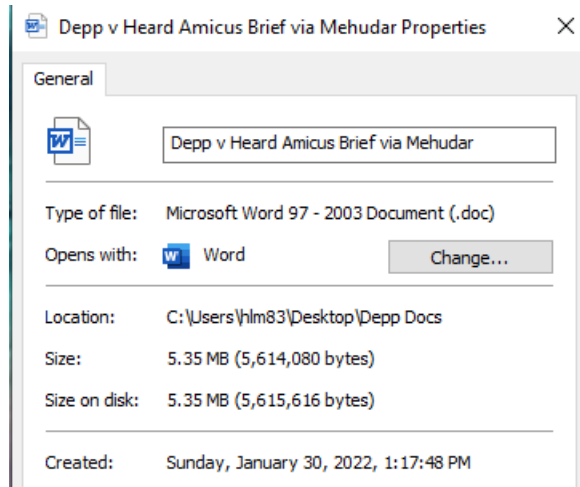 Depp v Heard Amicus Brief via Mehudar Properties
General
Depp v Heard Amicus Brief via Mehudar
Type of file: Microsoft Word 97 - 2003 Document (.doc)
Opens with: Word Change...
Location: C:\Users\hlm83\Desktop\Depp Docs
Size: 5.35 MB (5,614,080 bytes)
Size on disk: 5.35 MB (5,615,616 bytes)
Created: Sunday, January 30, 2022, 1:17:48 PM